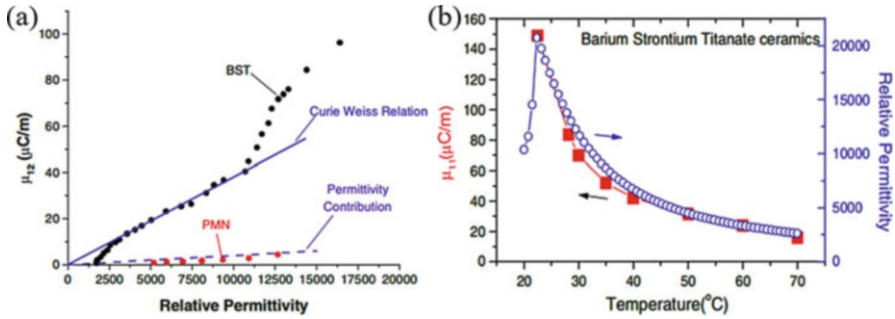 (a)
100
80
60
40
20
0
μ12 (μC/m)
BST
Curie Weiss Relation
Permittivity
Contribution
PMN
0 2500 5000 7500 10000 12500 15000 17500 20000
Relative Permittivity
(b)
Barium Strontium Titanate ceramics
160
140
120
100
80
60
40
20
0
μ11(μC/m)
20000
15000
10000
5000
0
Relative Permittivity
20 30 40 50 60 70
Temperature(°C)